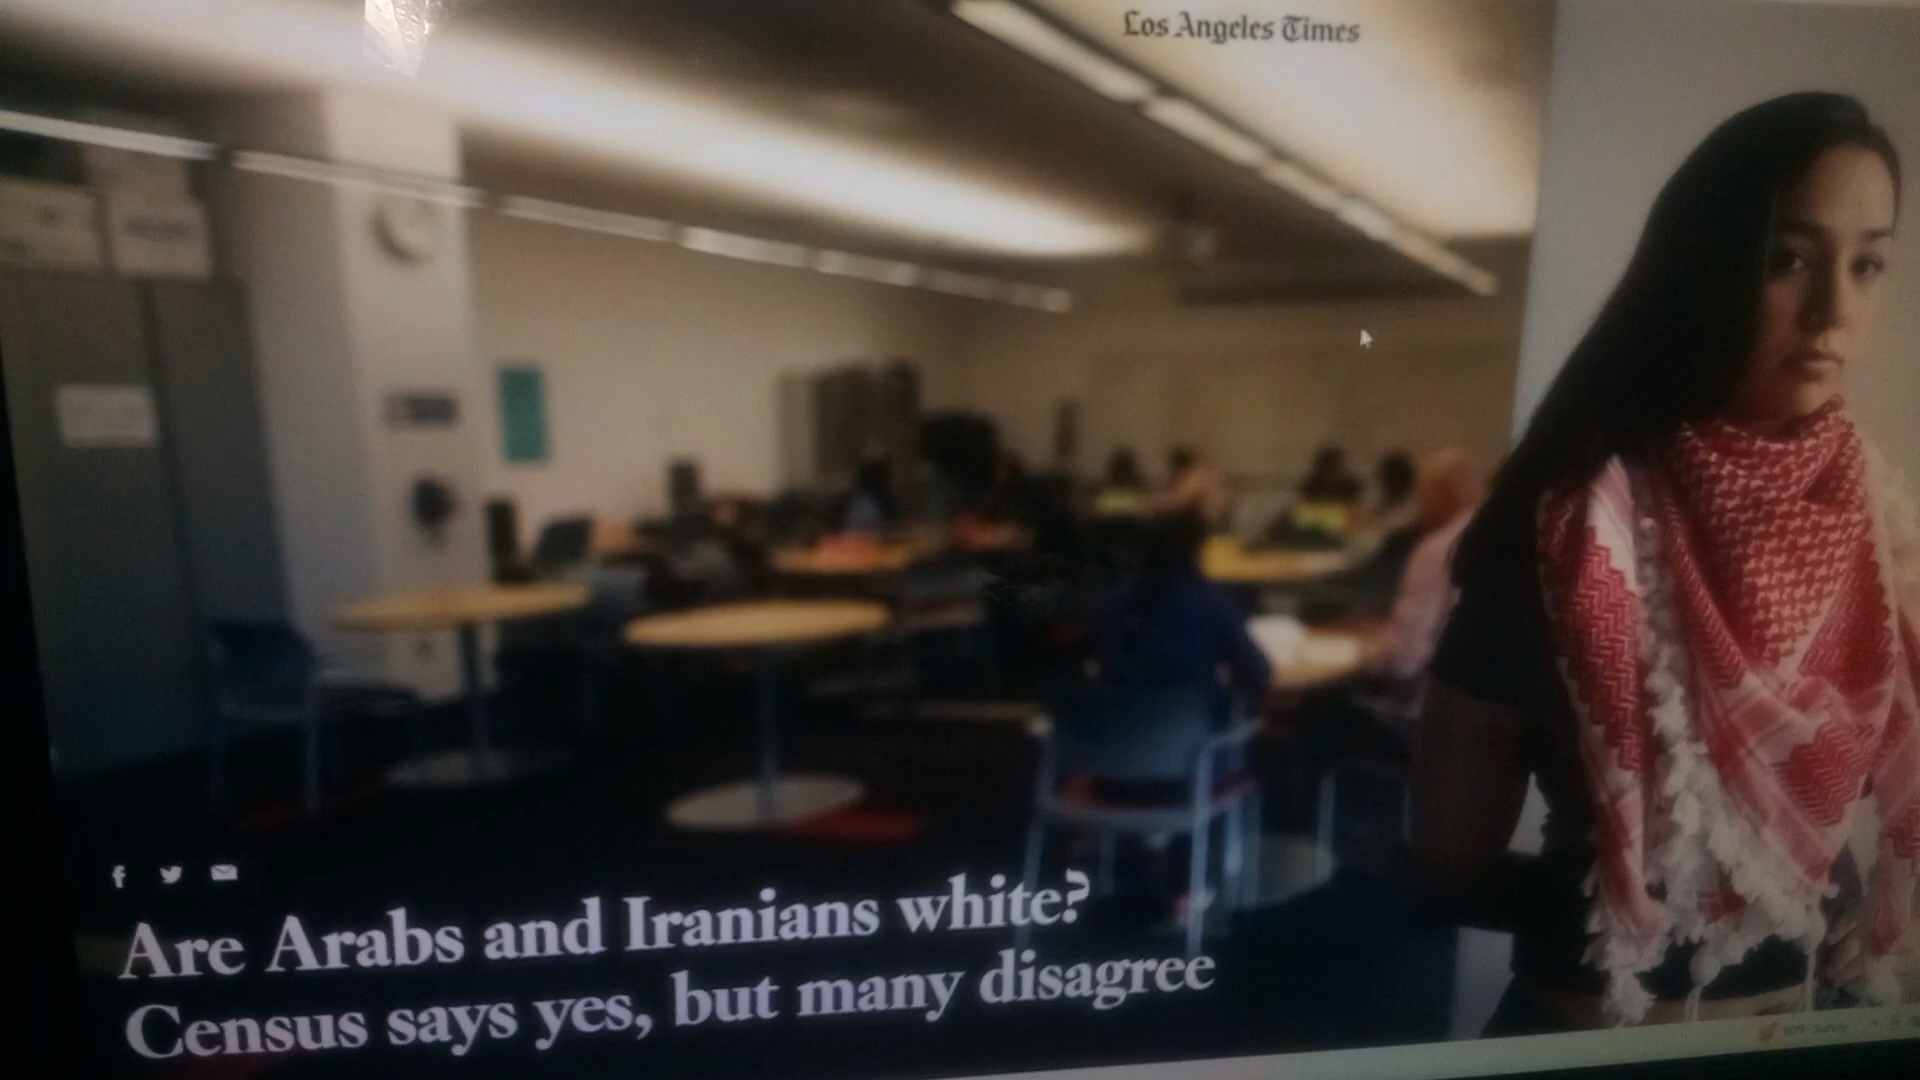 Los Angeles Times
Are Arabs and Iranians white?
Census says yes, but many disagree